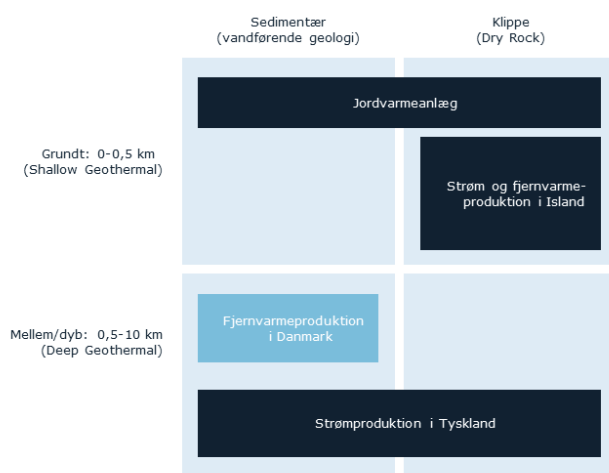 Sedimentær
(vandførende geologi)
Klippe
(Dry Rock)
Jordvarmeanlæg
Grundt: 0-0,5 km
(Shallow Geothermal)
Strøm og fjernvarme-
produktion i Island
Fjernvarmeproduktion
i Danmark
Mellem/dyb: 0,5-10 km
(Deep Geothermal)
Strømproduktion i Tyskland